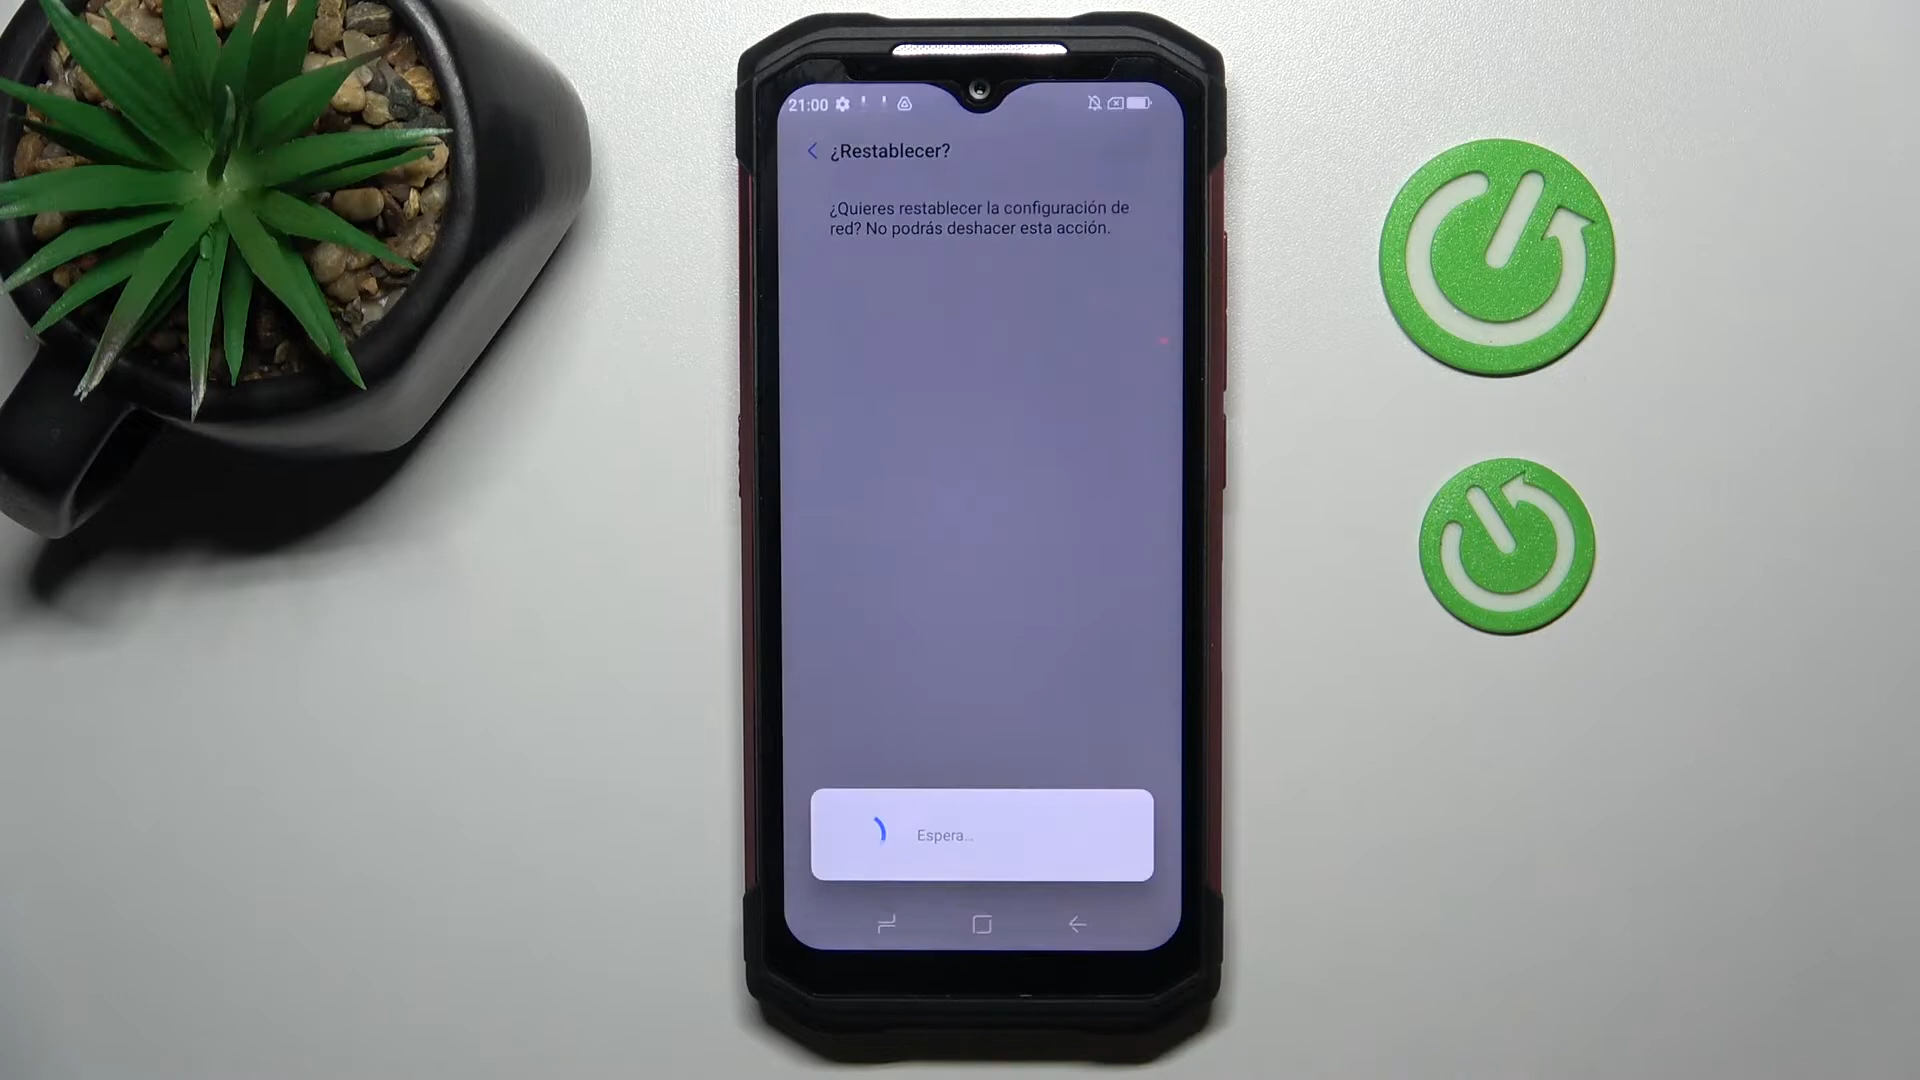 21:00
¿Restablecer?
¿Quieres restablecer la configuración de
red? No podrás deshacer esta acción.
Espera...